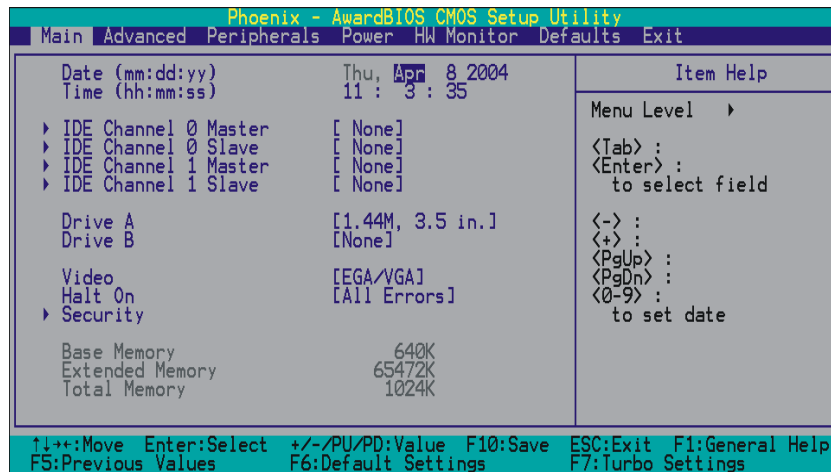 Phoenix - AwardBIOS CMOS Setup Utility
Main Advanced Peripherals Power HW Monitor Defaults Exit
Date (mm:dd:yy) Thu, Apr 8 2004
Time (hh:mm:ss) 11 : 3 : 35
IDE Channel 0 Master [ None]
IDE Channel 0 Slave [ None]
IDE Channel 1 Master [ None]
IDE Channel 1 Slave [ None]
Drive A [1.44M, 3.5 in.]
Drive B [None]
Video [EGA/VGA]
Halt On [All Errors]
Security
Base Memory 640K
Extended Memory 65472K
Total Memory 1024K
Item Help
Menu Level
<Tab> :
<Enter> :
to select field
<-> :
<+> :
<PgUp> :
<PgDn> :
<0-9> :
to set date
↑↓→←:Move Enter:Select +/-/PU/PD:Value F10:Save ESC:Exit F1:General Help
F5:Previous Values F6:Default Settings F7:Turbo Settings